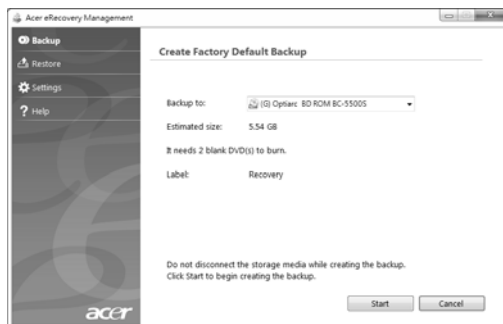 Acer eRecovery Management
Backup
Restore
Settings
Help
Create Factory Default Backup
Backup to: (G) Optiarc BD ROM BC-5500S
Estimated size: 5.54 GB
It needs 2 blank DVD(s) to burn.
Label: Recovery
Do not disconnect the storage media while creating the backup.
Click Start to begin creating the backup.
Start Cancel
acer